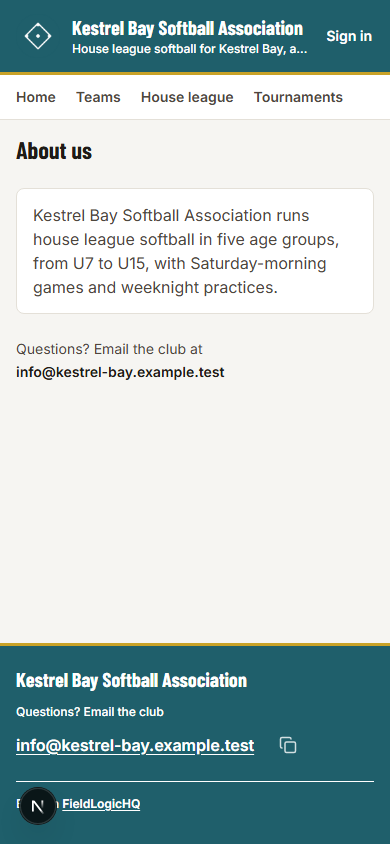 Kestrel Bay Softball Association
House league softball for Kestrel Bay, a...
Sign in
Home Teams House league Tournaments
About us
Kestrel Bay Softball Association runs
house league softball in five age groups,
from U7 to U15, with Saturday-morning
games and weeknight practices.
Questions? Email the club at
info@kestrel-bay.example.test
Kestrel Bay Softball Association
Questions? Email the club
info@kestrel-bay.example.test
N FieldLogicHQ